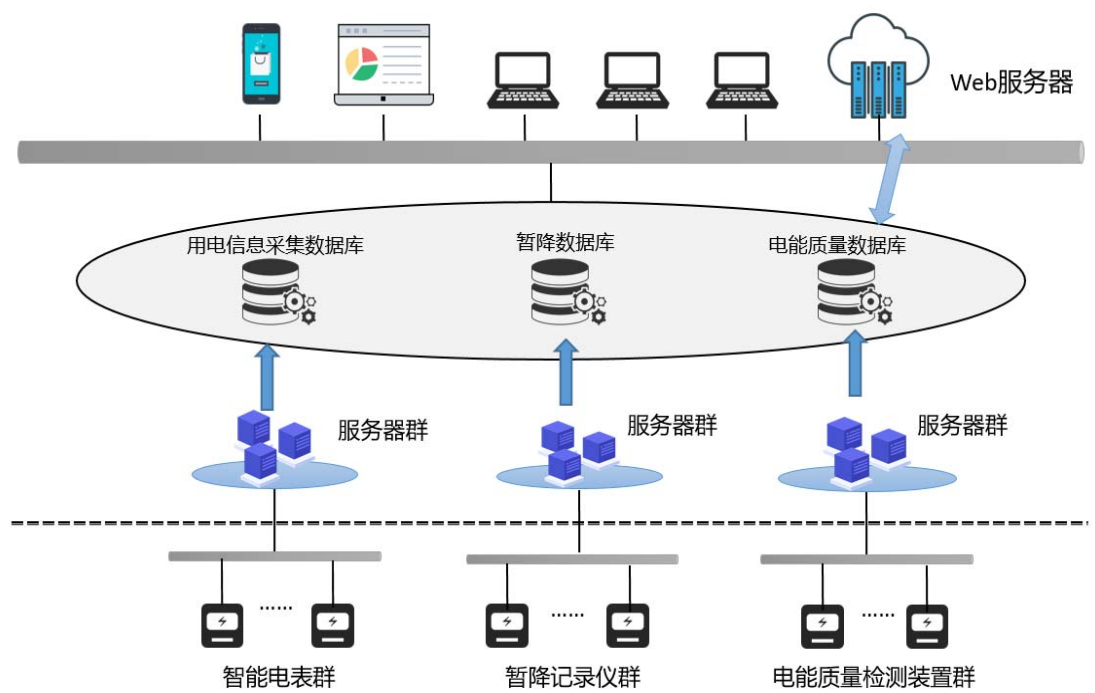 Web服务器
用电信息采集数据库
暂降数据库
电能质量数据库
服务器群
服务器群
服务器群
······
······
······
智能电表群
暂降记录仪群
电能质量检测装置群